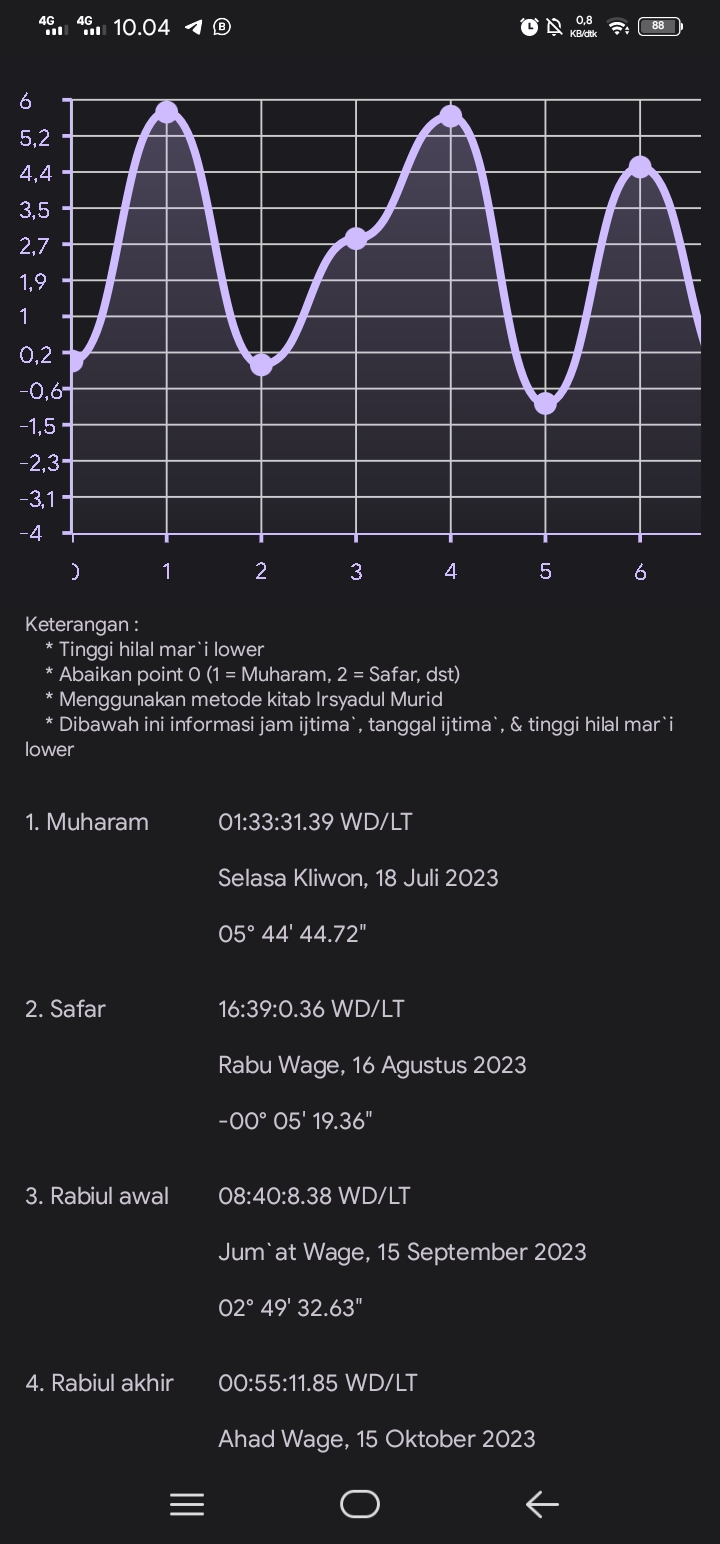 4G 4G 10.04 B 0,8 KB/dtk 88
6
5,2
4,4
3,5
2,7
1,9
1
0,2
-0,6
-1,5
-2,3
-3,1
-4
0 1 2 3 4 5 6
Keterangan :
* Tinggi hilal mar`i lower
* Abaikan point 0 (1 = Muharam, 2 = Safar, dst)
* Menggunakan metode kitab Irsyadul Murid
* Dibawah ini informasi jam ijtima`, tanggal ijtima`, & tinggi hilal mar`i
lower
1. Muharam 01:33:31.39 WD/LT
Selasa Kliwon, 18 Juli 2023
05° 44' 44.72"
2. Safar 16:39:0.36 WD/LT
Rabu Wage, 16 Agustus 2023
-00° 05' 19.36"
3. Rabiul awal 08:40:8.38 WD/LT
Jum`at Wage, 15 September 2023
02° 49' 32.63"
4. Rabiul akhir 00:55:11.85 WD/LT
Ahad Wage, 15 Oktober 2023